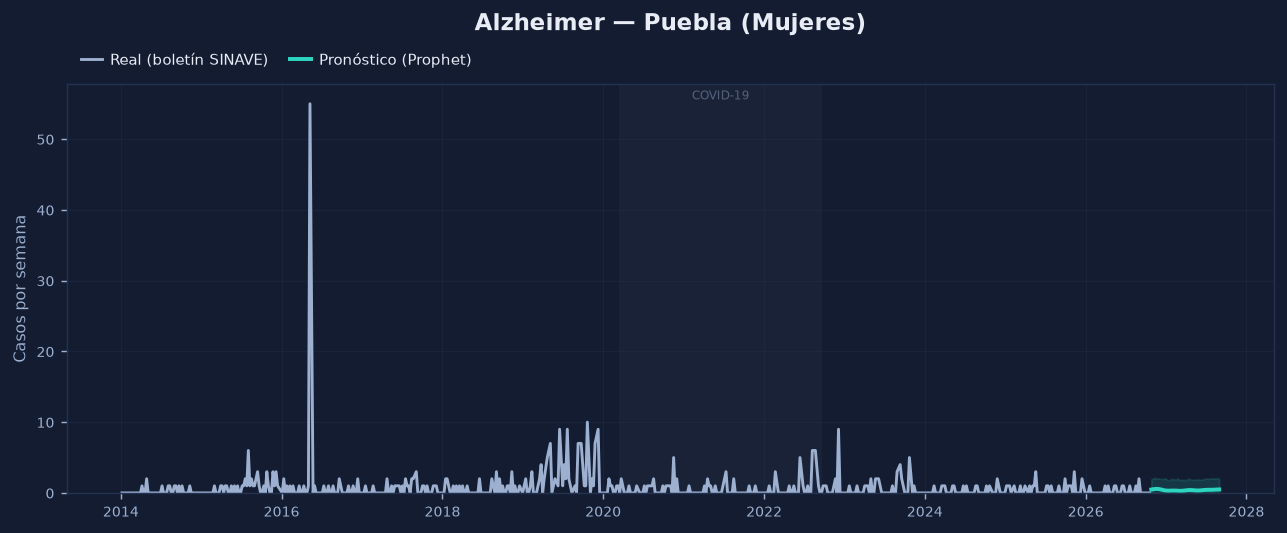 Alzheimer — Puebla (Mujeres)
Real (boletín SINAVE)
Pronóstico (Prophet)
COVID-19
Casos por semana
50
40
30
20
10
0
2014
2016
2018
2020
2022
2024
2026
2028